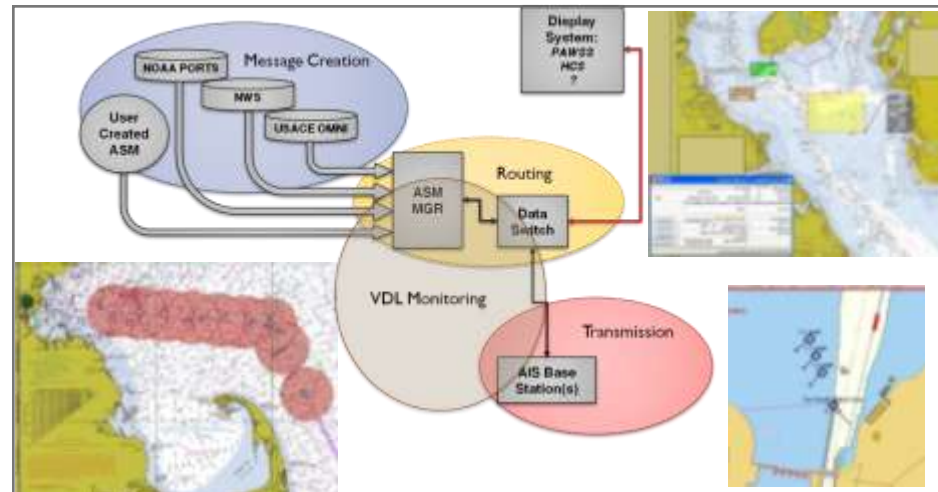 Message Creation
NOAA PORTS
NWS
USACE OMNI
User
Created
ASM
Display
System:
PAWSS
HCS
?
Routing
ASM
MGR
Data
Switch
VDL Monitoring
Transmission
AIS Base
Station(s)